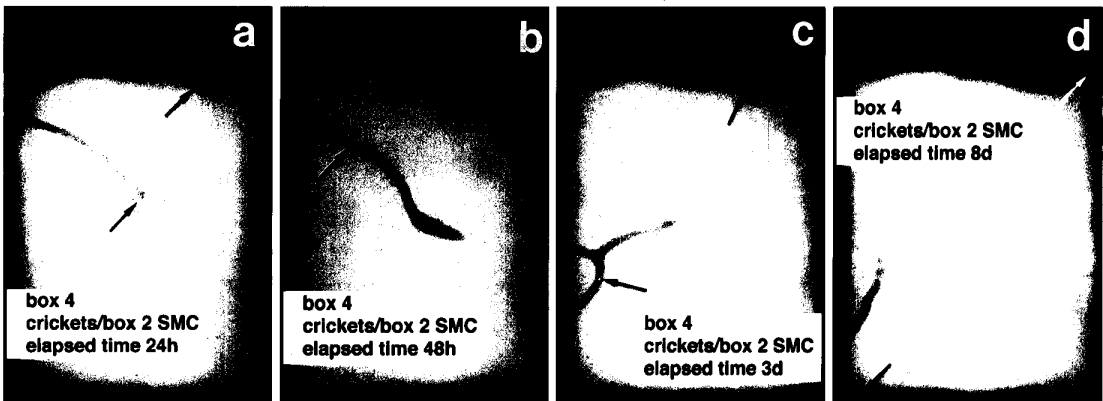 a
b
c
d
box 4
crickets/box 2 SMC
elapsed time 24h
box 4
crickets/box 2 SMC
elapsed time 48h
box 4
crickets/box 2 SMC
elapsed time 3d
box 4
crickets/box 2 SMC
elapsed time 8d